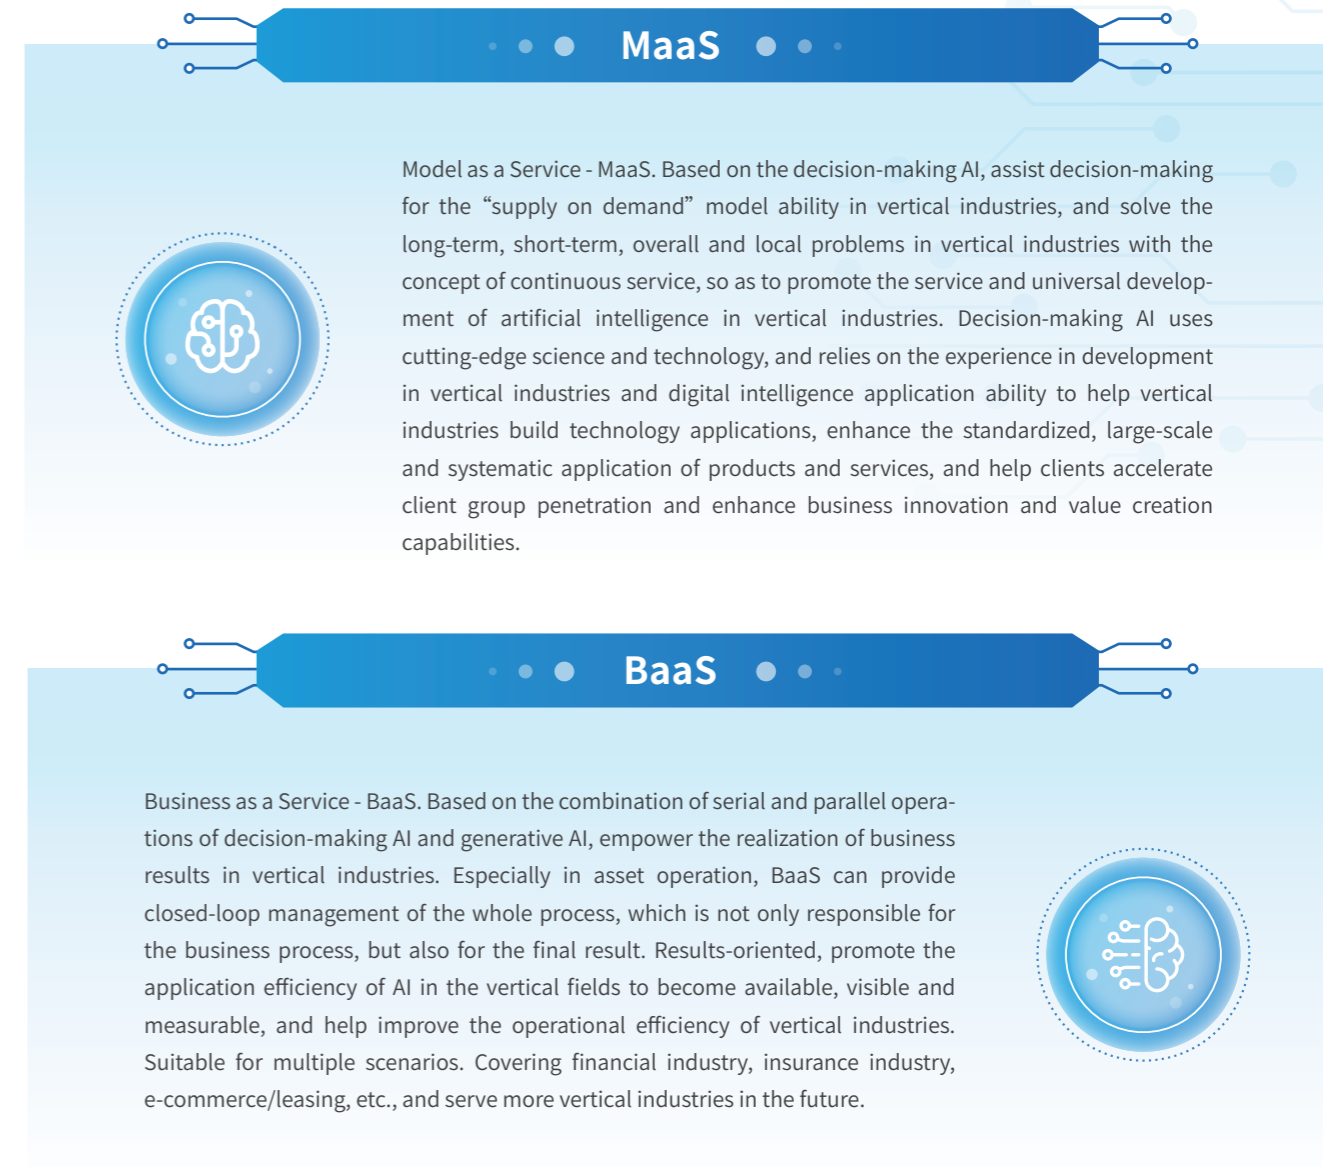 MaaS
Model as a Service - MaaS. Based on the decision-making AI, assist decision-making
for the “supply on demand” model ability in vertical industries, and solve the
long-term, short-term, overall and local problems in vertical industries with the
concept of continuous service, so as to promote the service and universal develop-
ment of artificial intelligence in vertical industries. Decision-making AI uses
cutting-edge science and technology, and relies on the experience in development
in vertical industries and digital intelligence application ability to help vertical
industries build technology applications, enhance the standardized, large-scale
and systematic application of products and services, and help clients accelerate
client group penetration and enhance business innovation and value creation
capabilities.
BaaS
Business as a Service - BaaS. Based on the combination of serial and parallel opera-
tions of decision-making AI and generative AI, empower the realization of business
results in vertical industries. Especially in asset operation, BaaS can provide
closed-loop management of the whole process, which is not only responsible for
the business process, but also for the final result. Results-oriented, promote the
application efficiency of AI in the vertical fields to become available, visible and
measurable, and help improve the operational efficiency of vertical industries.
Suitable for multiple scenarios. Covering financial industry, insurance industry,
e-commerce/leasing, etc., and serve more vertical industries in the future.